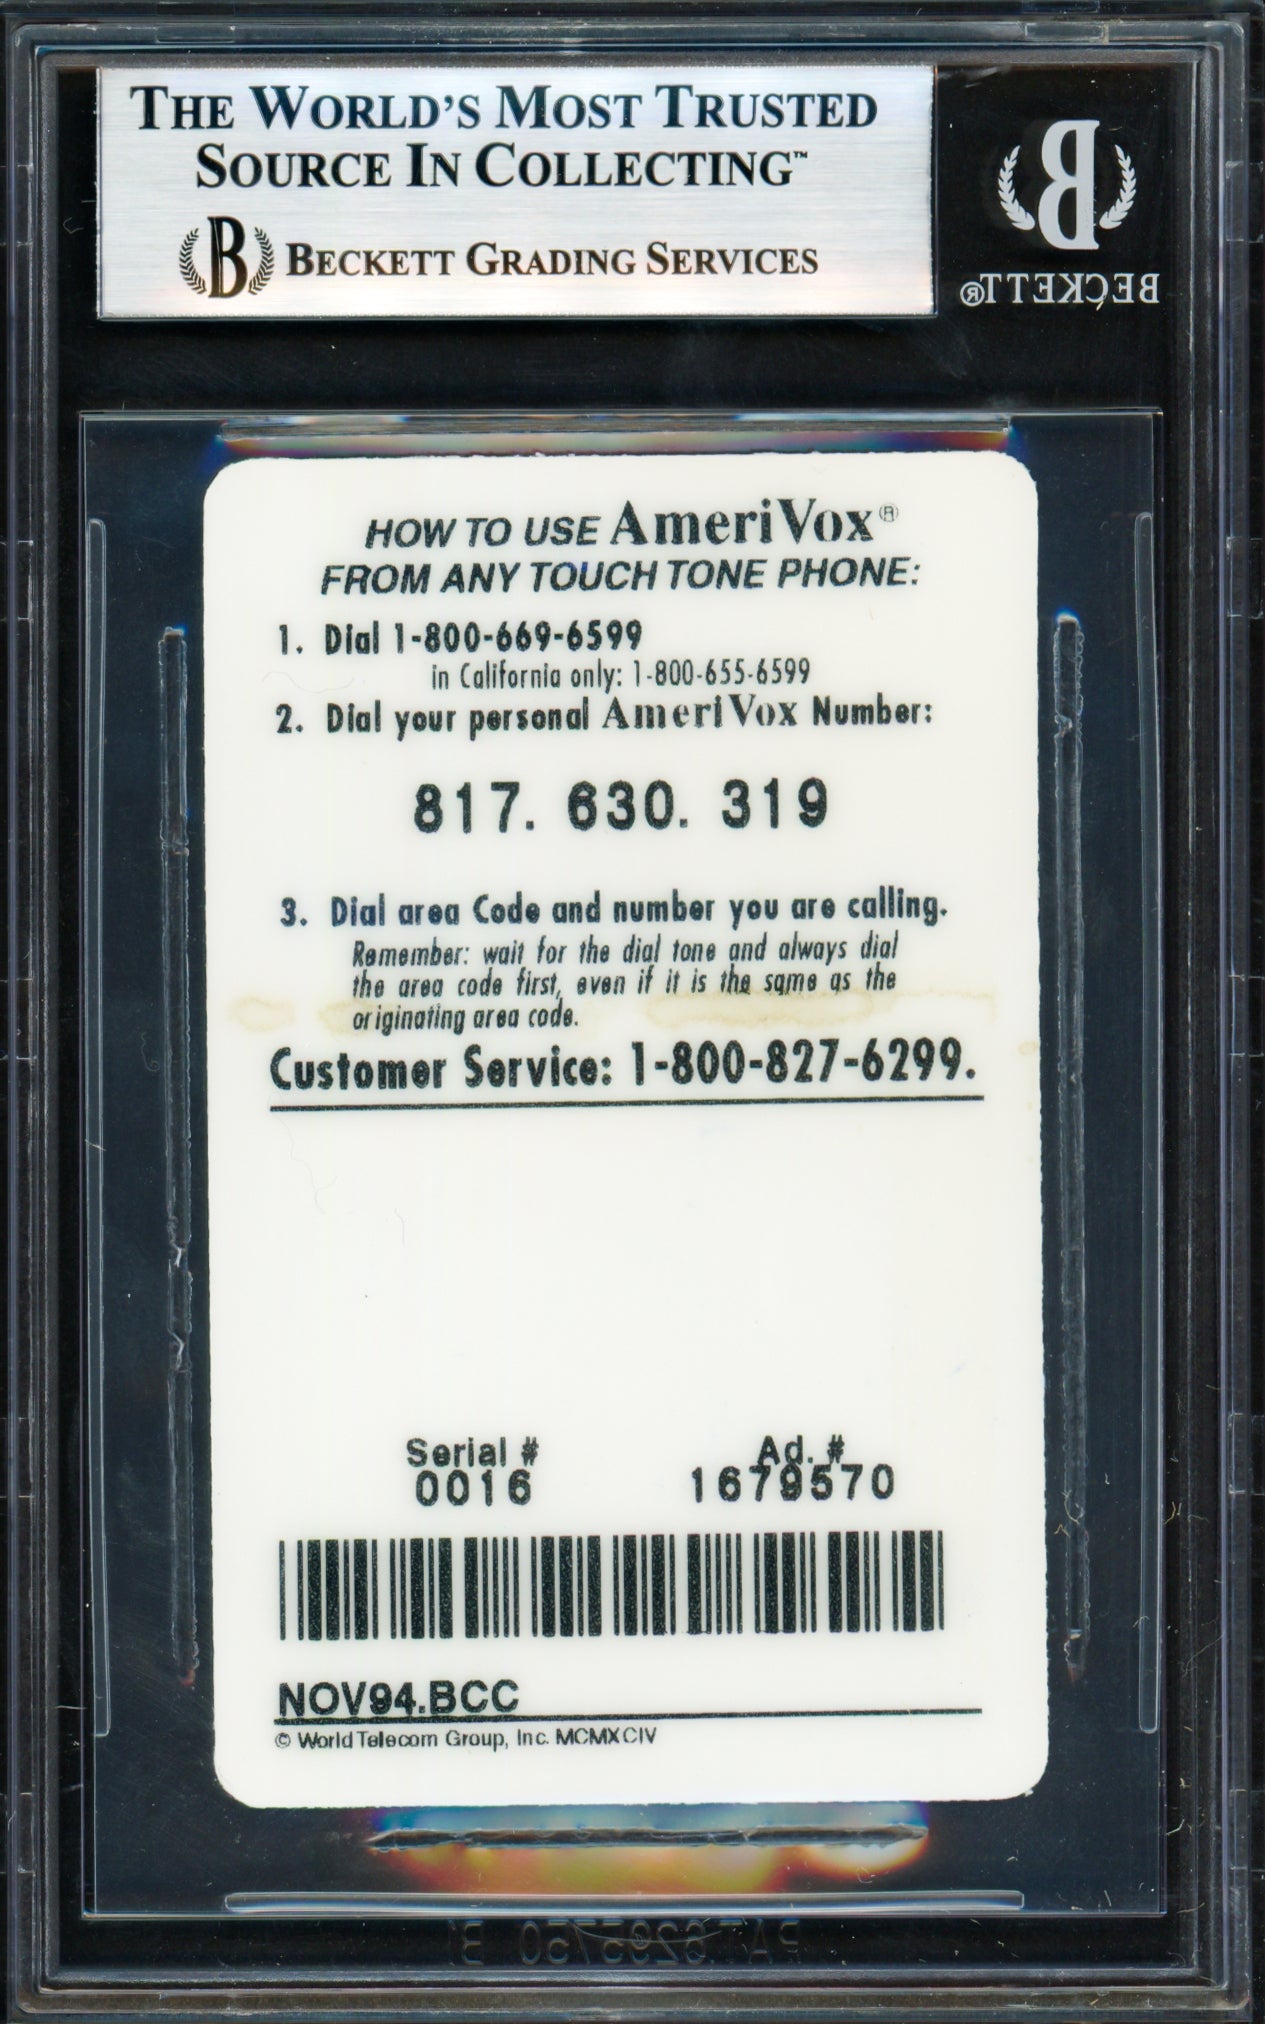 THE WORLD'S MOST TRUSTED
SOURCE IN COLLECTING™
B BECKETT GRADING SERVICES
B
BECKETT®
HOW TO USE AmeriVox®
FROM ANY TOUCH TONE PHONE:
1. Dial 1-800-669-6599
in California only: 1-800-655-6599
2. Dial your personal AmeriVox Number:
817. 630. 319
3. Dial area Code and number you are calling.
Remember: wait for the dial tone and always dial
the area code first, even if it is the same as the
originating area code.
Customer Service: 1-800-827-6299.
Serial # Ad. #
0016 1679570
NOV94.BCC
© World Telecom Group, Inc. MCMXCIV